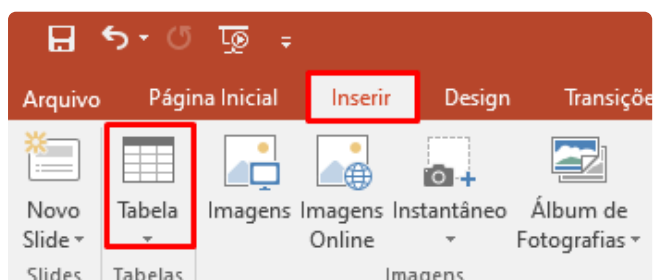 Arquivo Página Inicial Inserir Design Transiçõe
Novo Slide Tabela Imagens Imagens Online Instantâneo Álbum de Fotografias
Slides Tabelas Imagens